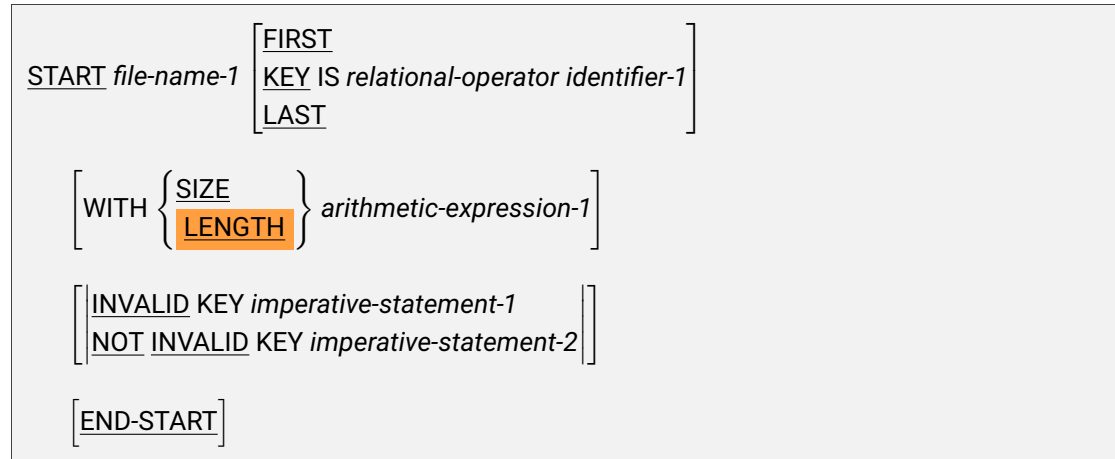 FIRST
START file-name-1 KEY IS relational-operator identifier-1
LAST
SIZE
WITH LENGTH arithmetic-expression-1
INVALID KEY imperative-statement-1
NOT INVALID KEY imperative-statement-2
END-START